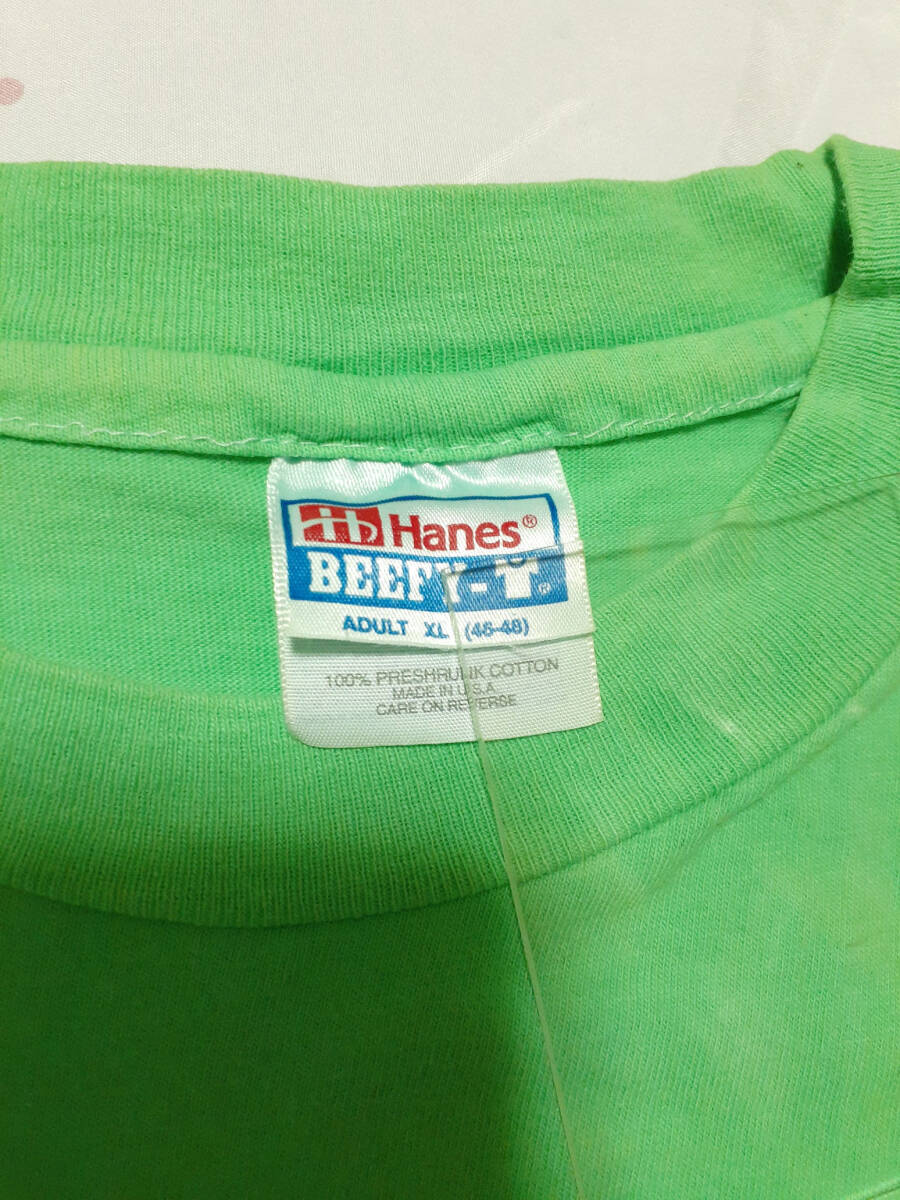 Hanes®
BEEFY-T®
ADULT XL (46-48)
100% PRESHRUNK COTTON
MADE IN U.S.A.
CARE ON REVERSE